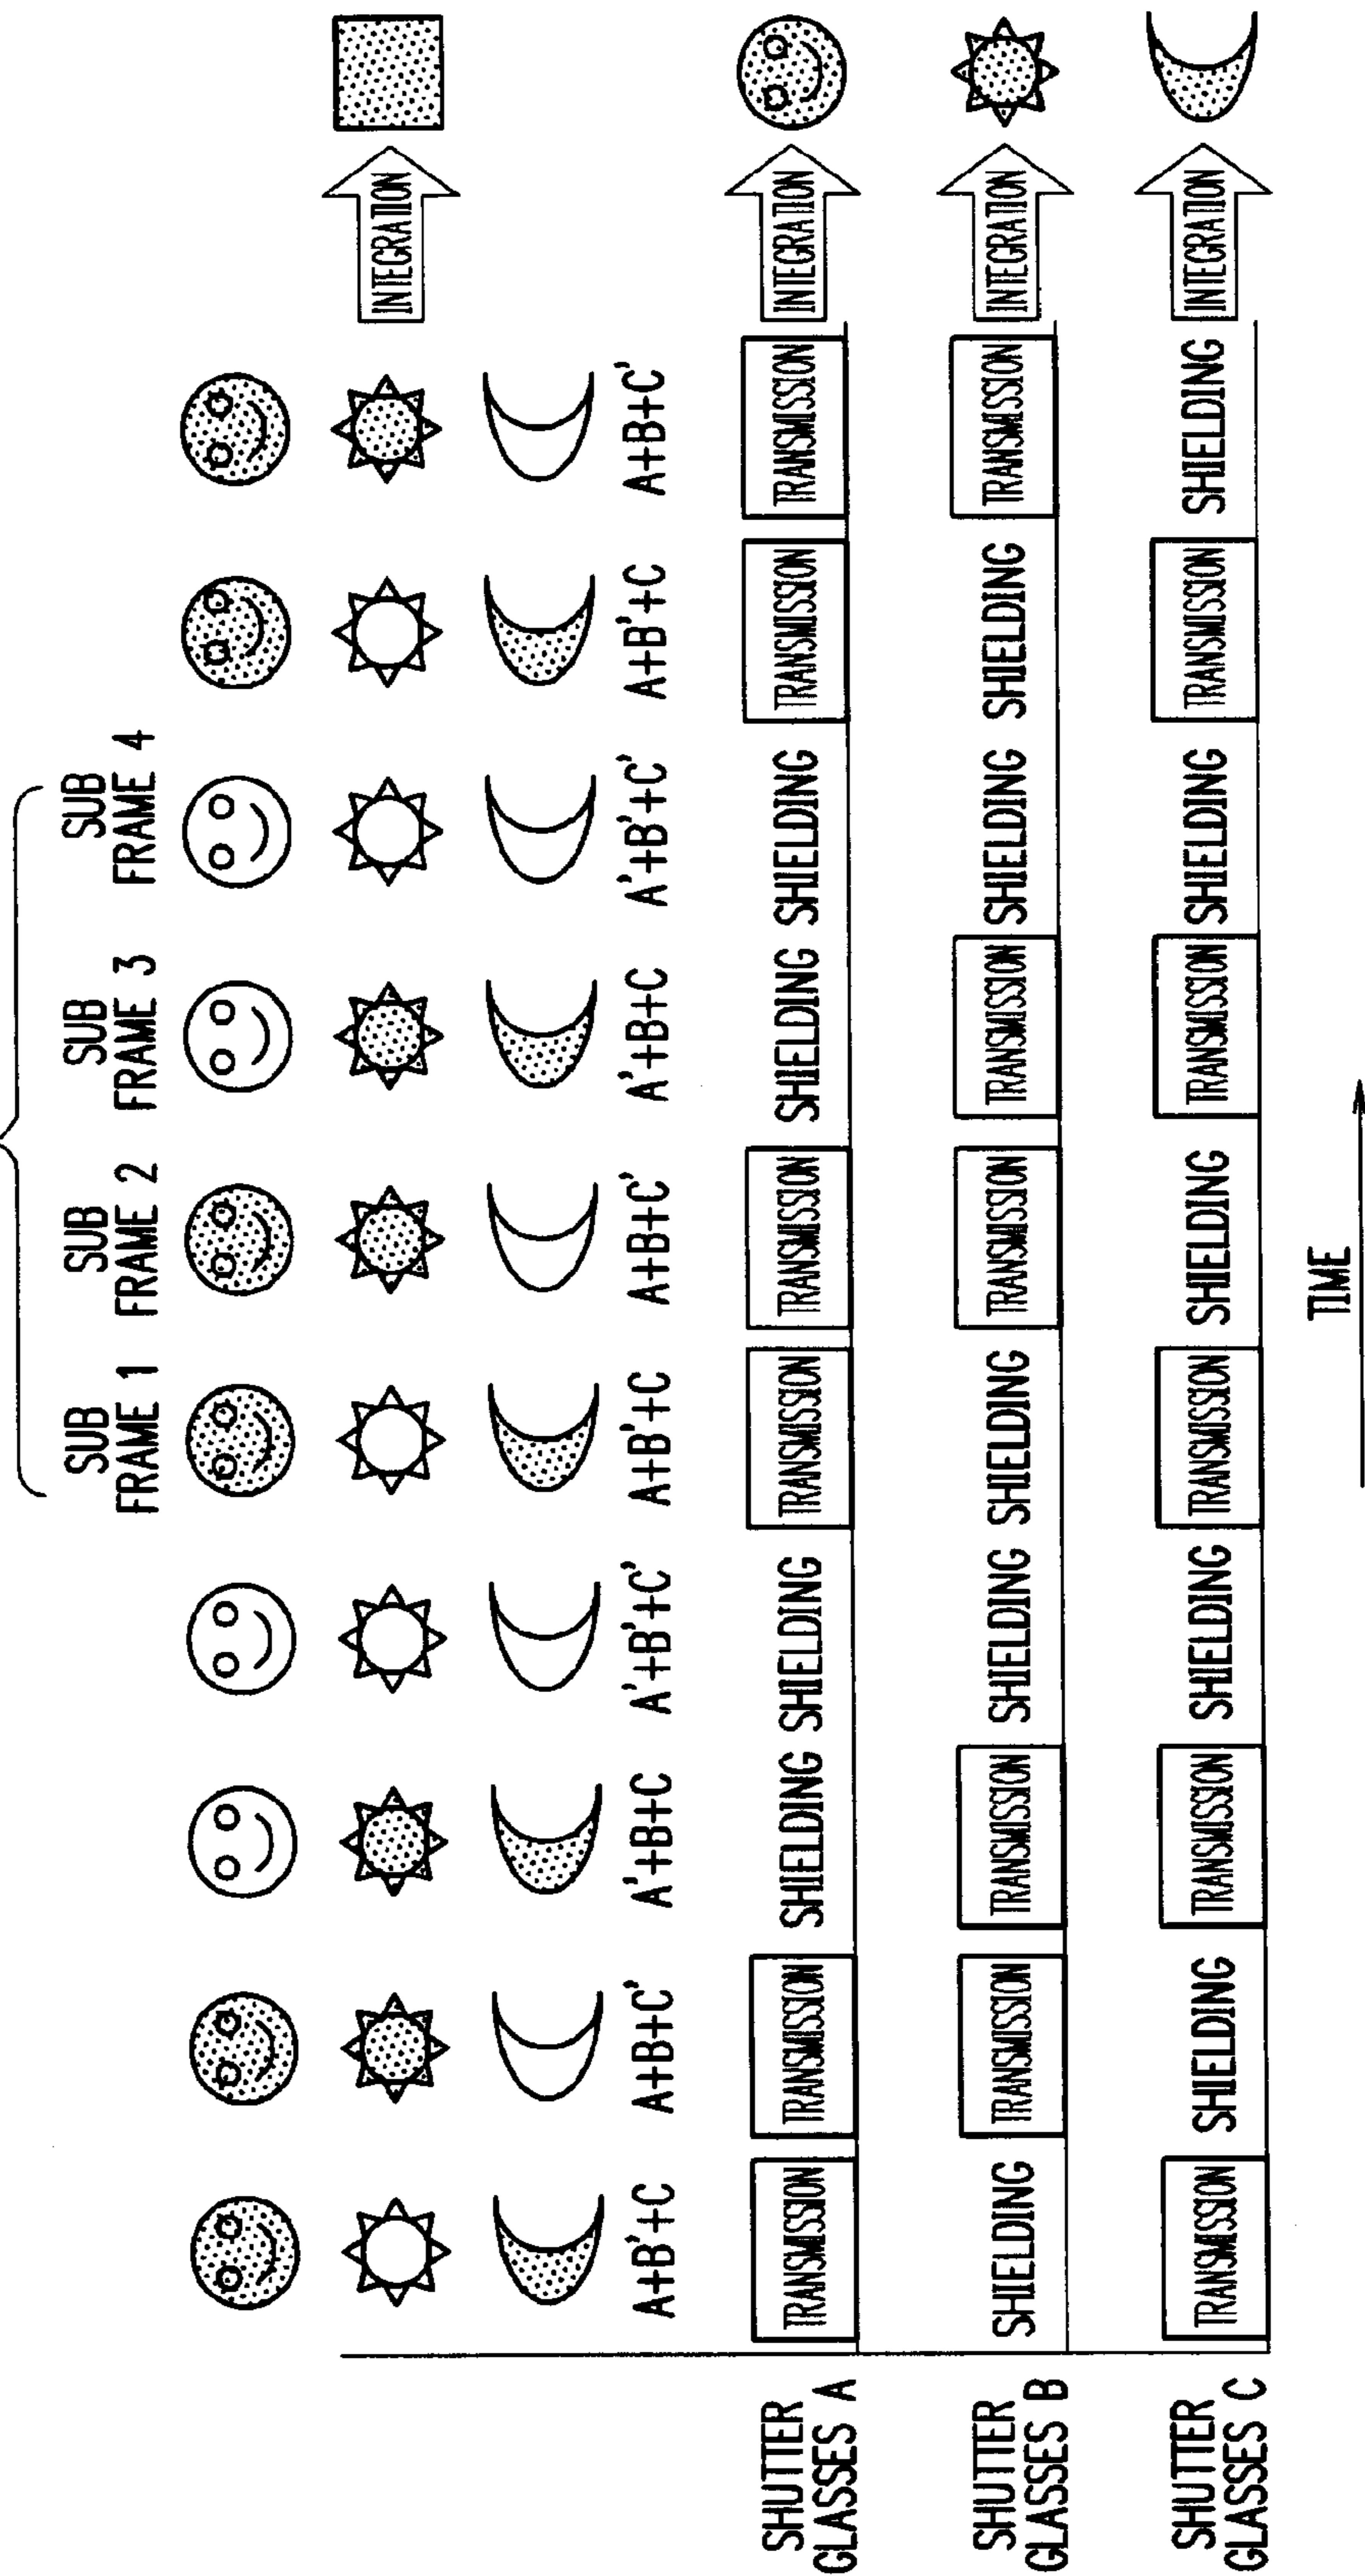 SUB FRAME 1
SUB FRAME 2
SUB FRAME 3
SUB FRAME 4
INTEGRATION
A+B'+C
A+B+C'
A'+B+C
A'+B'+C'
A+B'+C
A+B+C'
A'+B+C
A'+B'+C'
A+B'+C
A+B+C'
SHUTTER
GLASSES A
TRANSMISSION
TRANSMISSION
SHIELDING
SHIELDING
TRANSMISSION
TRANSMISSION
SHIELDING
SHIELDING
TRANSMISSION
TRANSMISSION
INTEGRATION
SHUTTER
GLASSES B
SHIELDING
TRANSMISSION
TRANSMISSION
SHIELDING
SHIELDING
TRANSMISSION
TRANSMISSION
SHIELDING
SHIELDING
TRANSMISSION
INTEGRATION
SHUTTER
GLASSES C
TRANSMISSION
SHIELDING
TRANSMISSION
SHIELDING
TRANSMISSION
SHIELDING
TRANSMISSION
SHIELDING
TRANSMISSION
SHIELDING
INTEGRATION
TIME